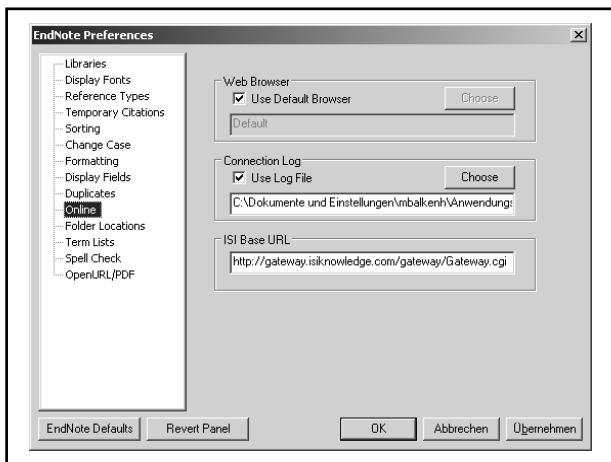 EndNote Preferences
Libraries
Display Fonts
Reference Types
Temporary Citations
Sorting
Change Case
Formatting
Display Fields
Duplicates
Online
Folder Locations
Term Lists
Spell Check
OpenURL/PDF
Web Browser
Use Default Browser
Choose
Default
Connection Log
Use Log File
Choose
C:\Dokumente und Einstellungen\mbalkenh\Anwendungs
ISI Base URL
http://gateway.isiknowledge.com/gateway/Gateway.cgi
EndNote Defaults
Revert Panel
OK
Abbrechen
Übernehmen